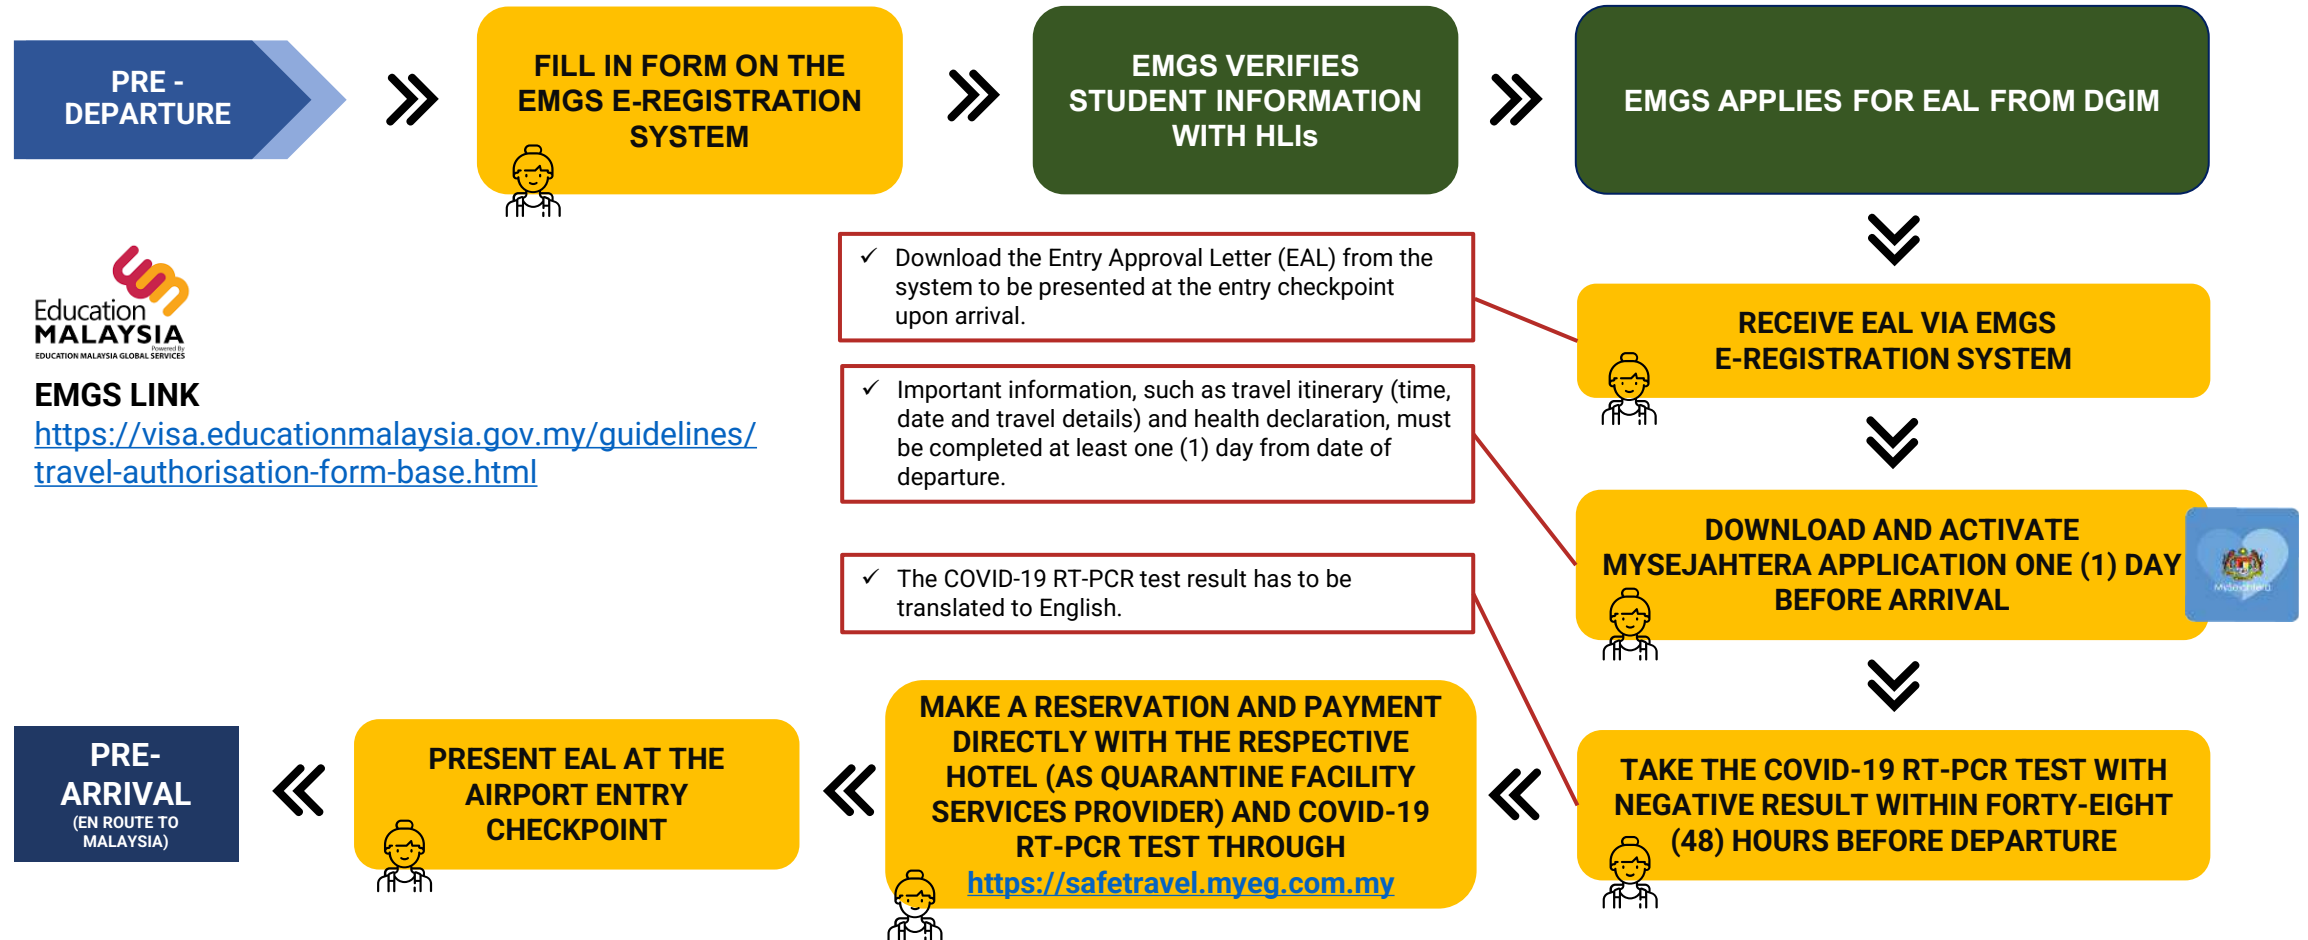 PRE -
DEPARTURE
FILL IN FORM ON THE
EMGS E-REGISTRATION
SYSTEM
EMGS VERIFIES
STUDENT INFORMATION
WITH HLIs
EMGS APPLIES FOR EAL FROM DGIM
Education
MALAYSIA
Powered By
EDUCATION MALAYSIA GLOBAL SERVICES
EMGS LINK
https://visa.educationmalaysia.gov.my/guidelines/
travel-authorisation-form-base.html
✓ Download the Entry Approval Letter (EAL) from the
system to be presented at the entry checkpoint
upon arrival.
RECEIVE EAL VIA EMGS
E-REGISTRATION SYSTEM
✓ Important information, such as travel itinerary (time,
date and travel details) and health declaration, must
be completed at least one (1) day from date of
departure.
DOWNLOAD AND ACTIVATE
MYSEJAHTERA APPLICATION ONE (1) DAY
BEFORE ARRIVAL
MySejahtera
✓ The COVID-19 RT-PCR test result has to be
translated to English.
TAKE THE COVID-19 RT-PCR TEST WITH
NEGATIVE RESULT WITHIN FORTY-EIGHT
(48) HOURS BEFORE DEPARTURE
MAKE A RESERVATION AND PAYMENT
DIRECTLY WITH THE RESPECTIVE
HOTEL (AS QUARANTINE FACILITY
SERVICES PROVIDER) AND COVID-19
RT-PCR TEST THROUGH
https://safetravel.myeg.com.my
PRESENT EAL AT THE
AIRPORT ENTRY
CHECKPOINT
PRE-
ARRIVAL
(EN ROUTE TO
MALAYSIA)